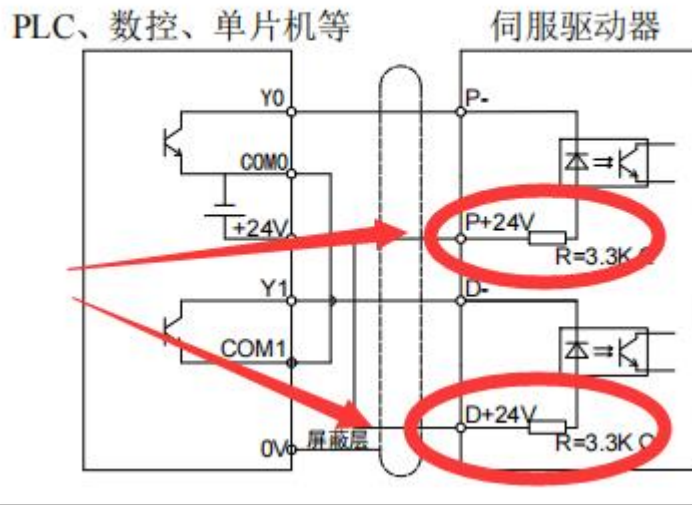 PLC、数控、单片机等
伺服驱动器
Y0
P-
COM0
+24V
P+24V
R=3.3K
Y1
D-
COM1
D+24V
R=3.3K
0V
屏蔽层